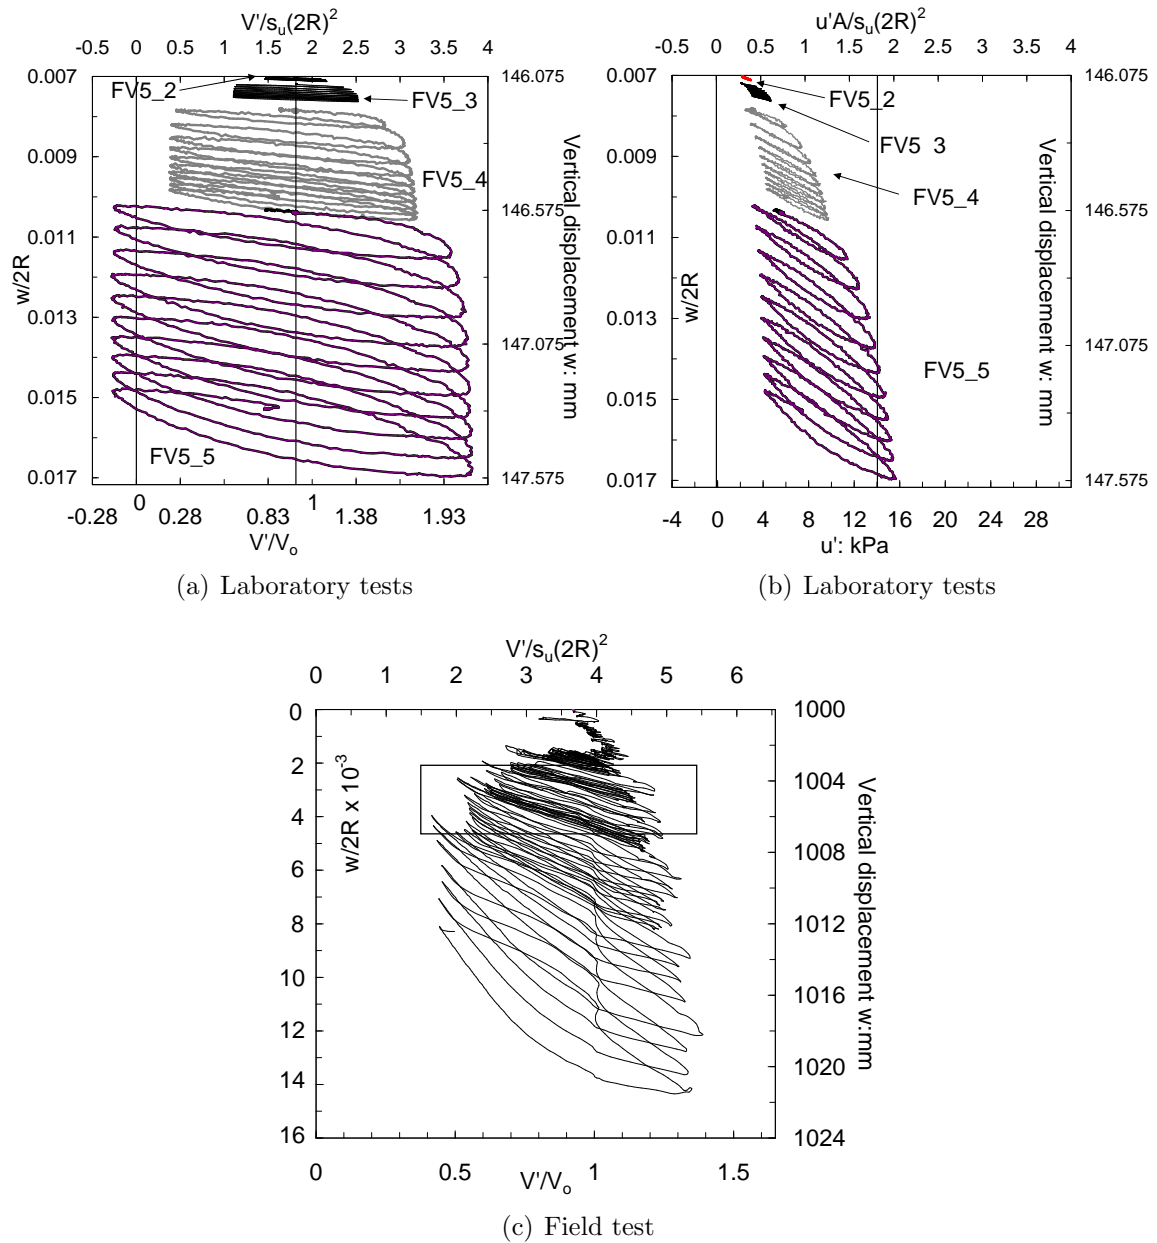 V'/s_u(2R)^2
-0.5 0 0.5 1 1.5 2 2.5 3 3.5 4
0.007
0.009
0.011
0.013
0.015
0.017
w/2R
FV5_2
FV5_3
FV5_4
FV5_5
146.075
146.575
147.075
147.575
Vertical displacement w: mm
0 1
-0.28 0.28 0.83 1.38 1.93
V'/V_o
(a) Laboratory tests
u'A/s_u(2R)^2
-0.5 0 0.5 1 1.5 2 2.5 3 3.5 4
0.007
0.009
0.011
0.013
0.015
0.017
w/2R
FV5_2
FV5 3
FV5_4
FV5_5
146.075
146.575
147.075
147.575
Vertical displacement w: mm
-4 0 4 8 12 16 20 24 28
u': kPa
(b) Laboratory tests
V'/s_u(2R)^2
0 1 2 3 4 5 6
0
2
4
6
8
10
12
14
16
w/2R x 10^-3
1000
1004
1008
1012
1016
1020
1024
Vertical displacement w:mm
0 0.5 1 1.5
V'/V_o
(c) Field test